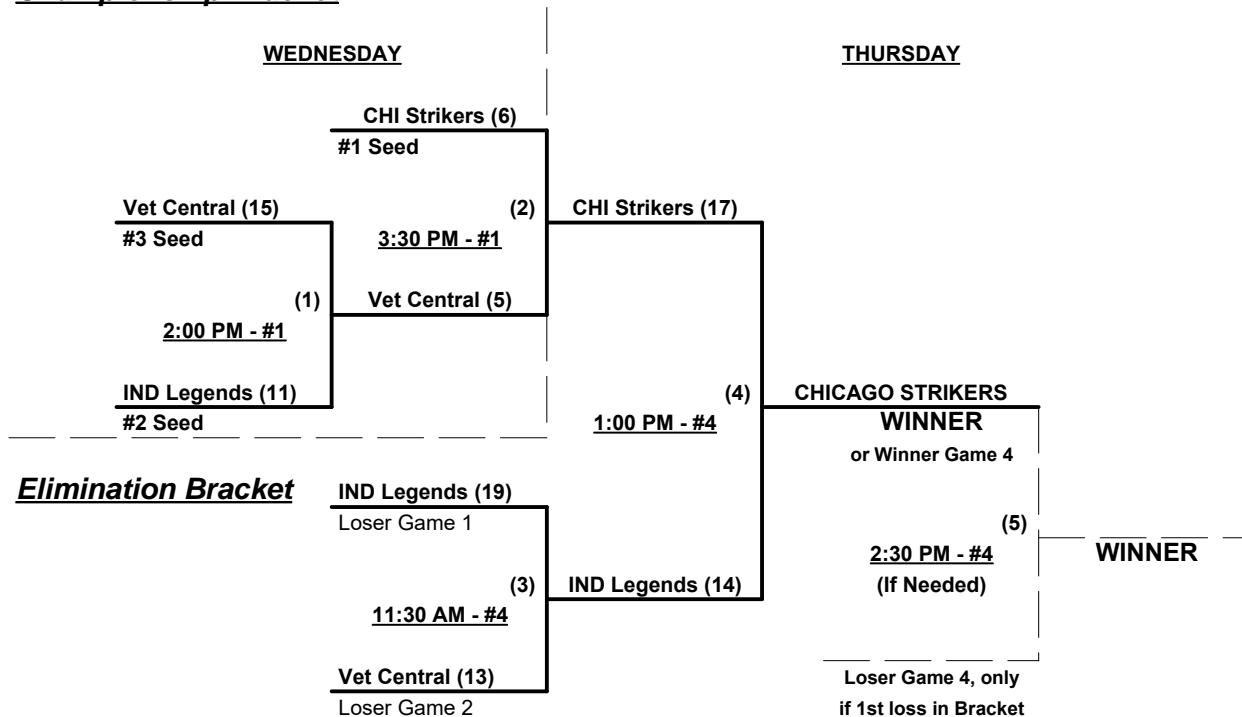 WEDNESDAY
THURSDAY
CHI Strikers (6)
#1 Seed
Vet Central (15)
#3 Seed
(2)
3:30 PM - #1
CHI Strikers (17)
(1)
2:00 PM - #1
Vet Central (5)
IND Legends (11)
#2 Seed
(4)
1:00 PM - #4
CHICAGO STRIKERS
WINNER
or Winner Game 4
Elimination Bracket
IND Legends (19)
Loser Game 1
(5)
2:30 PM - #4
(If Needed)
WINNER
(3)
11:30 AM - #4
IND Legends (14)
Vet Central (13)
Loser Game 2
Loser Game 4, only
if 1st loss in Bracket